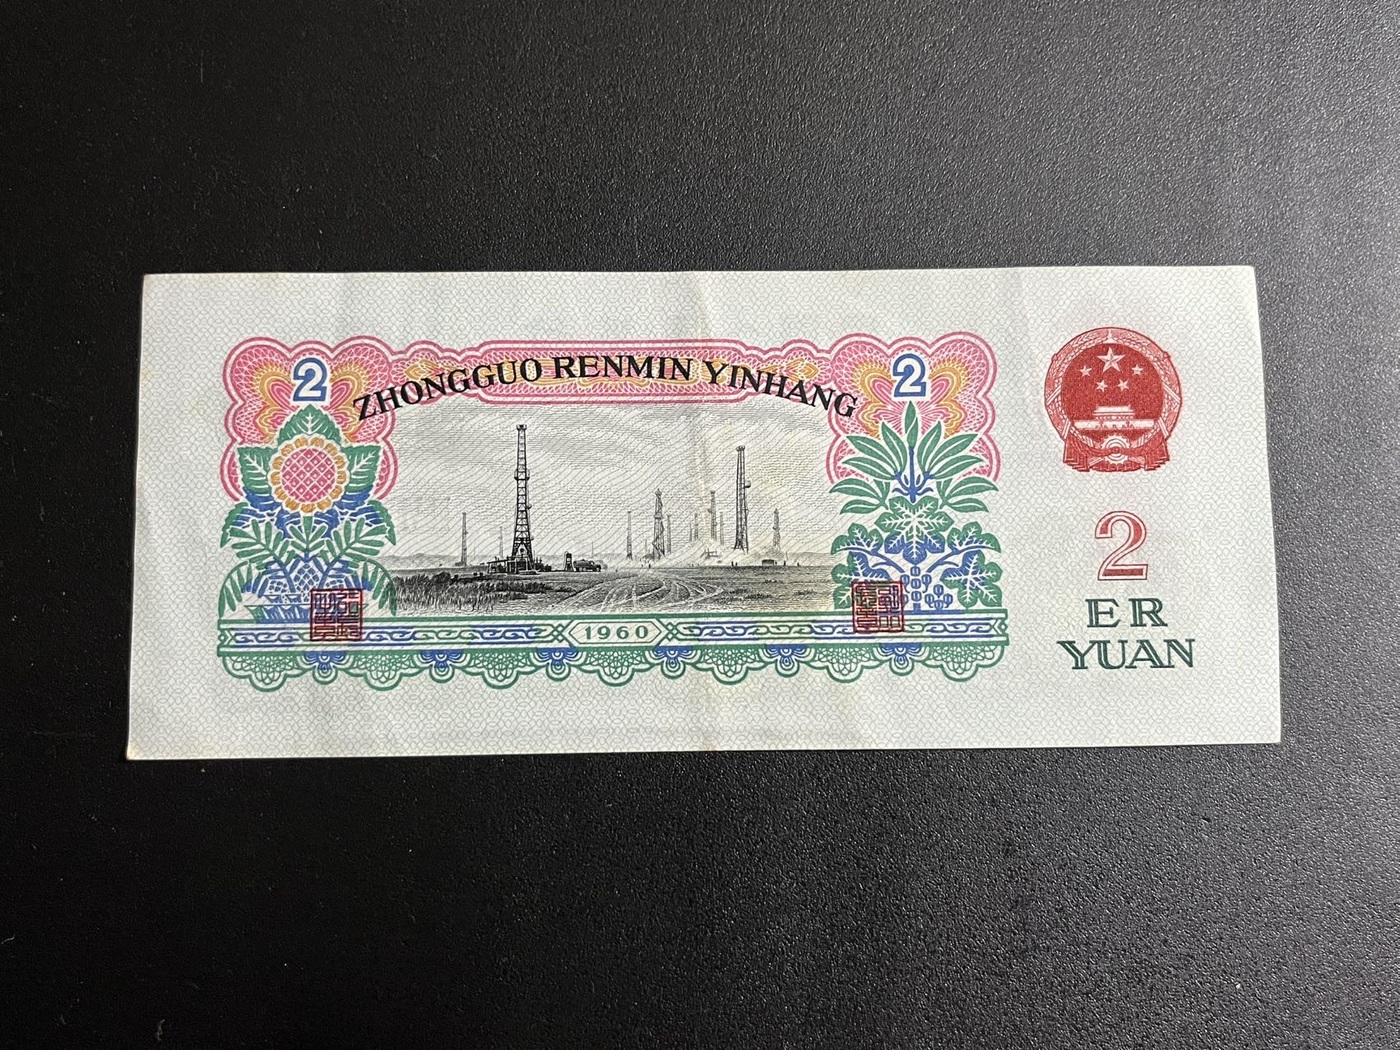 2
2
ZHONGGUO RENMIN YINHANG
1960
2
ER
YUAN